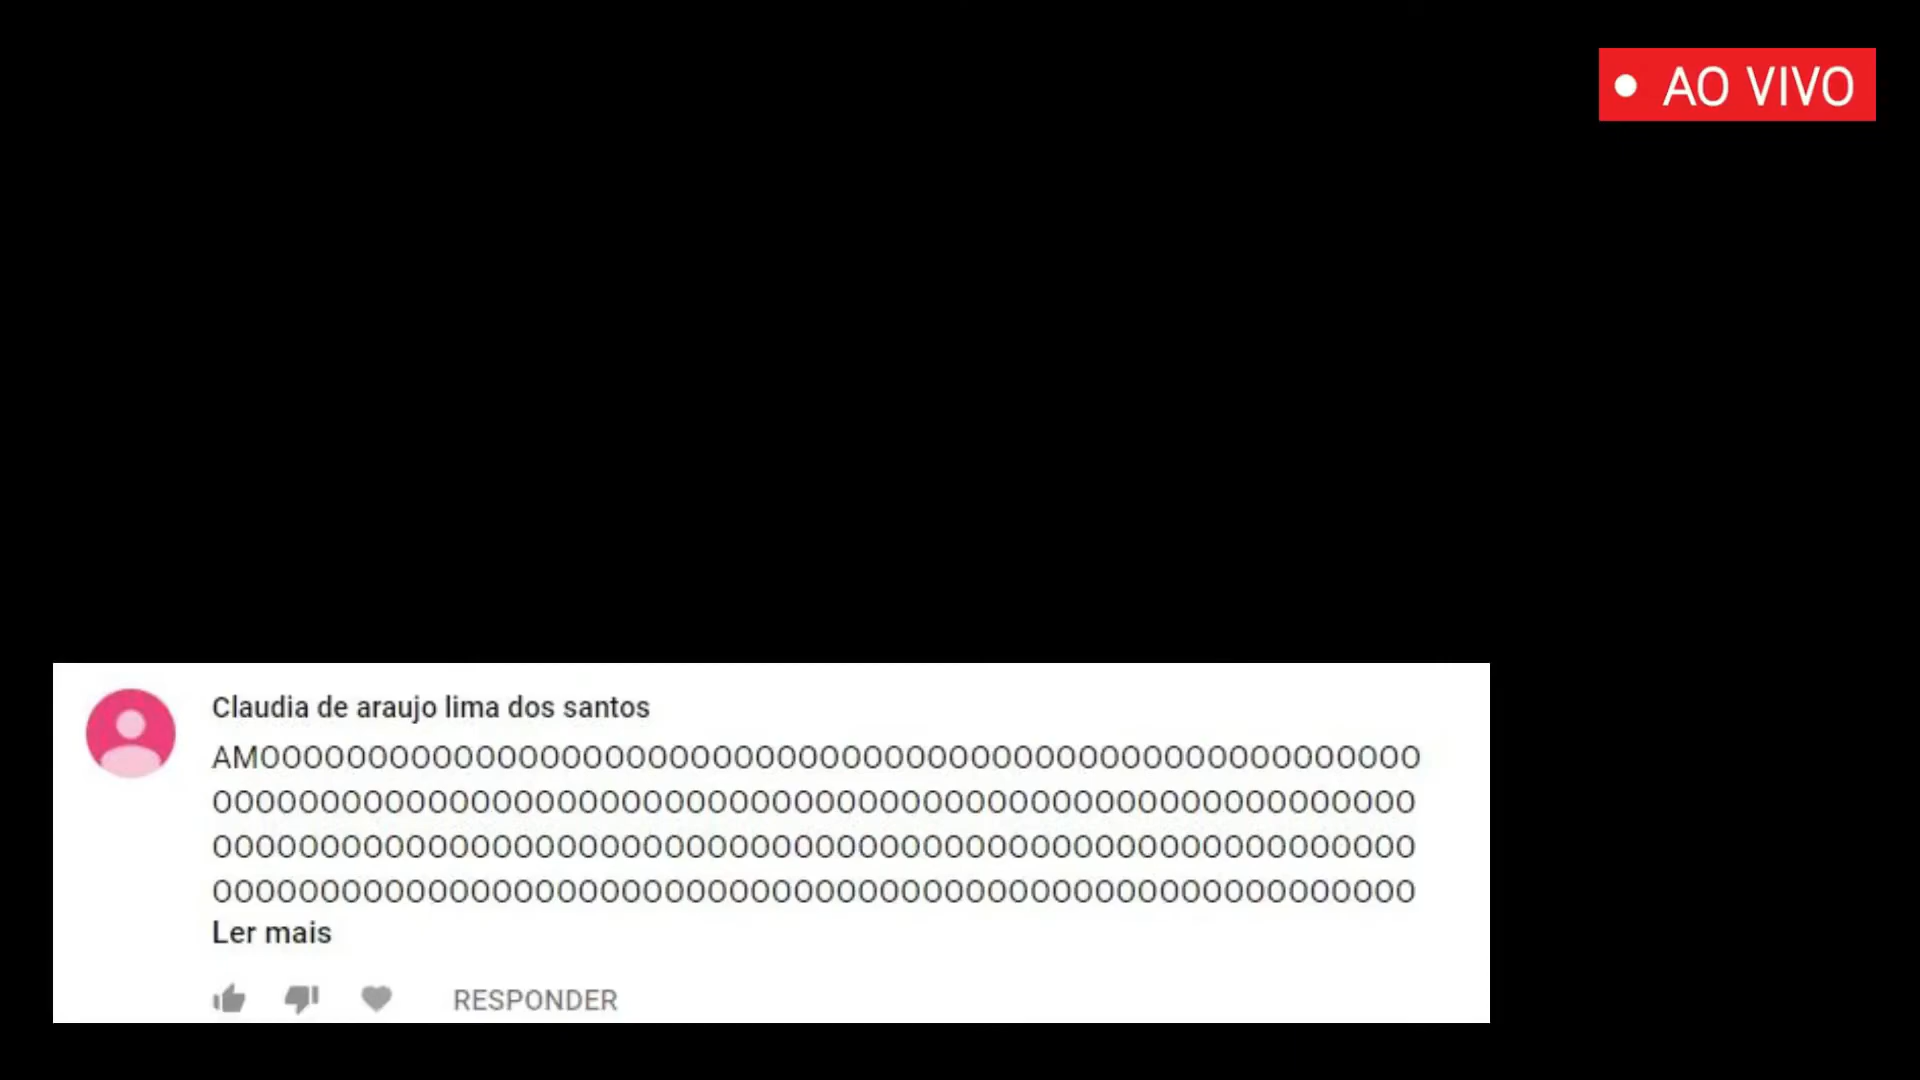 AO VIVO
Claudia de araujo lima dos santos
AMOOOOOOOOOOOOOOOOOOOOOOOOOOOOOOOOOOOOOOOOOOOOOOOOOOOOOO
OOOOOOOOOOOOOOOOOOOOOOOOOOOOOOOOOOOOOOOOOOOOOOOOOOOOOOOO
OOOOOOOOOOOOOOOOOOOOOOOOOOOOOOOOOOOOOOOOOOOOOOOOOOOOOOOO
OOOOOOOOOOOOOOOOOOOOOOOOOOOOOOOOOOOOOOOOOOOOOOOOOOOOOOOO
Ler mais
RESPONDER